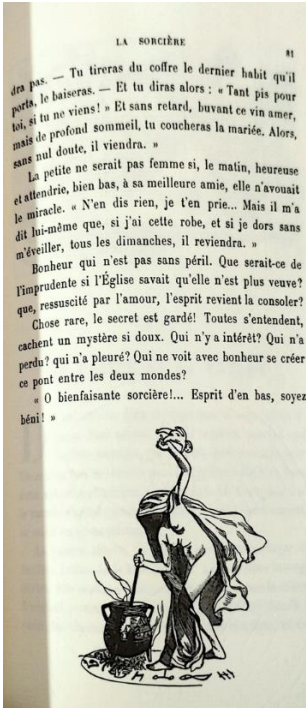 LA SORCIÈRE
81
dra pas. — Tu tireras du coffre le dernier habit qu'il
porta, le baiseras. — Et tu diras alors : « Tant pis pour
toi, si tu ne viens! » Et sans retard, buvant ce vin amer,
mais de profond sommeil, tu coucheras la mariée. Alors,
sans nul doute, il viendra. »
La petite ne serait pas femme si, le matin, heureuse
et attendrie, bien bas, à sa meilleure amie, elle n'avouait
le miracle. « N'en dis rien, je t'en prie... Mais il m'a
dit lui-même que, si j'ai cette robe, et si je dors sans
m'éveiller, tous les dimanches, il reviendra. »
Bonheur qui n'est pas sans péril. Que serait-ce de
l'imprudente si l'Église savait qu'elle n'est plus veuve?
que, ressuscité par l'amour, l'esprit revient la consoler?
Chose rare, le secret est gardé! Toutes s'entendent,
cachent un mystère si doux. Qui n'y a intérêt? Qui n'a
perdu? qui n'a pleuré? Qui ne voit avec bonheur se créer
ce pont entre les deux mondes?
« O bienfaisante sorcière!... Esprit d'en bas, soyez
béni! »